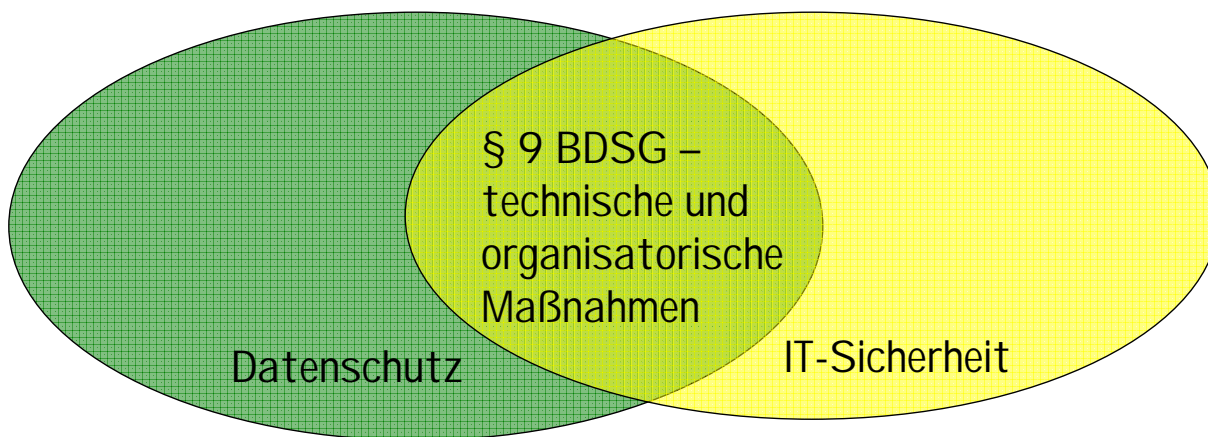 § 9 BDSG –
technische und
organisatorische
Maßnahmen
Datenschutz
IT-Sicherheit